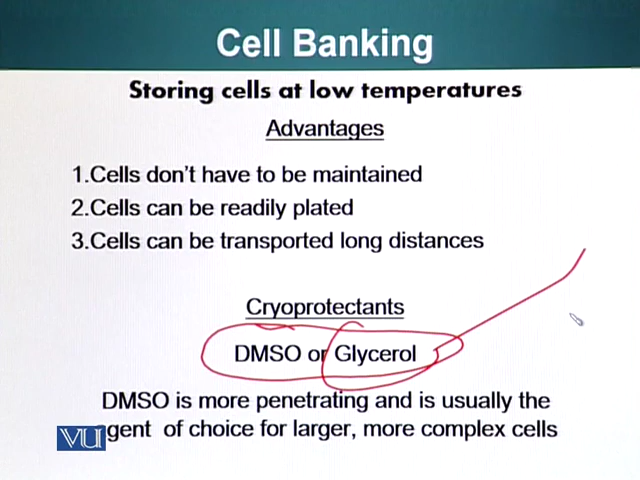 Cell Banking
Storing cells at low temperatures
Advantages
1.Cells don't have to be maintained
2.Cells can be readily plated
3.Cells can be transported long distances
Cryoprotectants
DMSO or Glycerol
DMSO is more penetrating and is usually the
VU gent of choice for larger, more complex cells